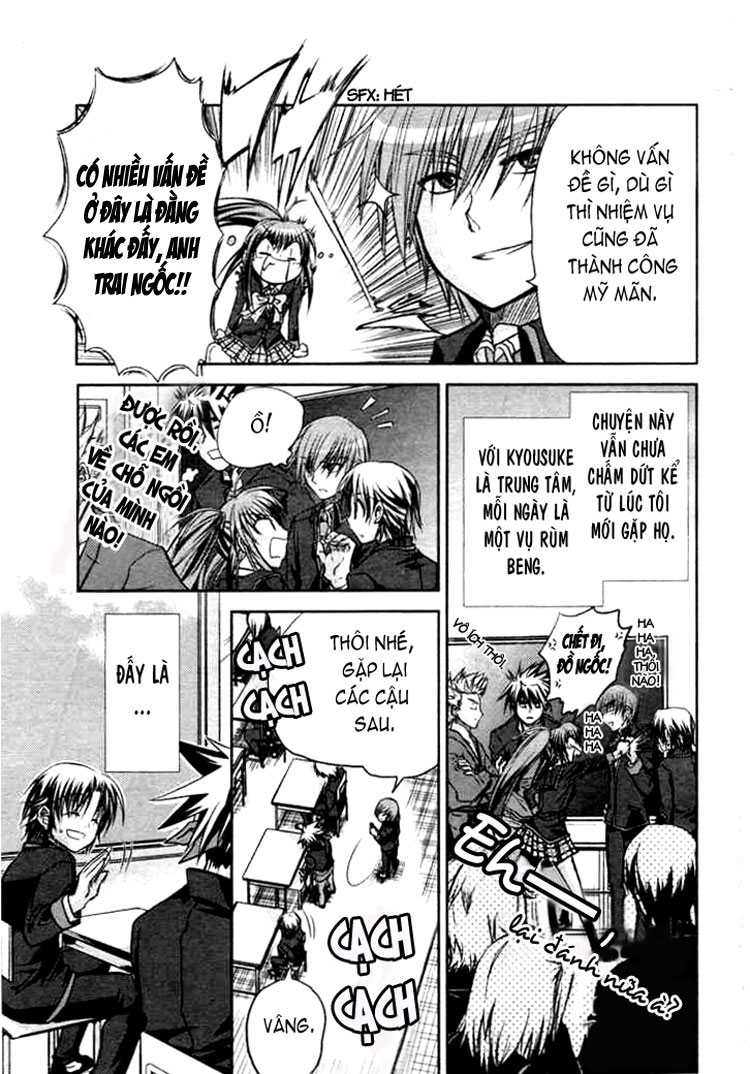 SFX: HÉT
KHÔNG VẤN
ĐỀ GÌ, DÙ GÌ
THÌ NHIỆM VỤ
CŨNG ĐÃ
THÀNH CÔNG
MỸ MÃN.
CÓ NHIỀU VẤN ĐỀ
Ở ĐÂY LÀ ĐẰNG
KHÁC ĐẤY, ANH
TRAI NGỐC!!
CHUYỆN NÀY
VẪN CHƯA
CHẤM DỨT KỂ
TỪ LÚC TÔI
MỚI GẶP HỌ.
VỚI KYOUSUKE
LÀ TRUNG TÂM,
MỖI NGÀY LÀ
MỘT VỤ RÙM
BENG.
HA
HA
HA
THỔI
NÀO!
CHẾT ĐI,
ĐỒ NGỐC!
VÔ ÍCH THÔI.
HA
HA
HA
Eh—
lại đánh nữa à?
Ồ!
ĐƯỢC RỒI,
CÁC EM
VỀ CHỖ NGỒI
CỦA MÌNH
NÀO!
THÔI NHÉ,
GẶP LẠI
CÁC CẬU
SAU.
CẠCH
CẠCH
CẠCH
CẠCH
VÂNG.
ĐẤY LÀ
...